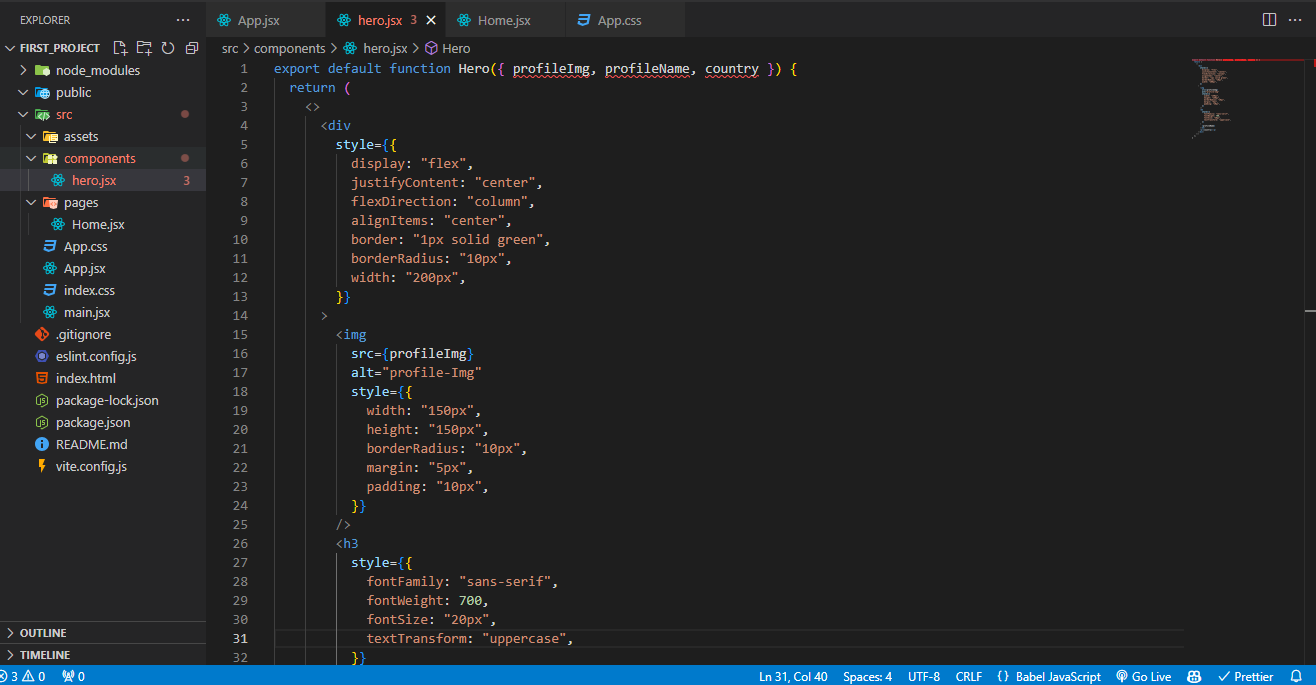 EXPLORER
FIRST_PROJECT
node_modules
public
src
assets
components
hero.jsx 3
pages
Home.jsx
App.css
App.jsx
index.css
main.jsx
.gitignore
eslint.config.js
index.html
package-lock.json
package.json
README.md
vite.config.js
OUTLINE
TIMELINE
App.jsx hero.jsx 3 Home.jsx App.css
src > components > hero.jsx > Hero
1 export default function Hero({ profileImg, profileName, country }) {
2 return (
3 <>
4 <div
5 style={{
6 display: "flex",
7 justifyContent: "center",
8 flexDirection: "column",
9 alignItems: "center",
10 border: "1px solid green",
11 borderRadius: "10px",
12 width: "200px",
13 }}
14 >
15 <img
16 src={profileImg}
17 alt="profile-Img"
18 style={{
19 width: "150px",
20 height: "150px",
21 borderRadius: "10px",
22 margin: "5px",
23 padding: "10px",
24 }}
25 />
26 <h3
27 style={{
28 fontFamily: "sans-serif",
29 fontWeight: 700,
30 fontSize: "20px",
31 textTransform: "uppercase",
32 }}
3 0 0 Ln 31, Col 40 Spaces: 4 UTF-8 CRLF {} Babel JavaScript Go Live Prettier